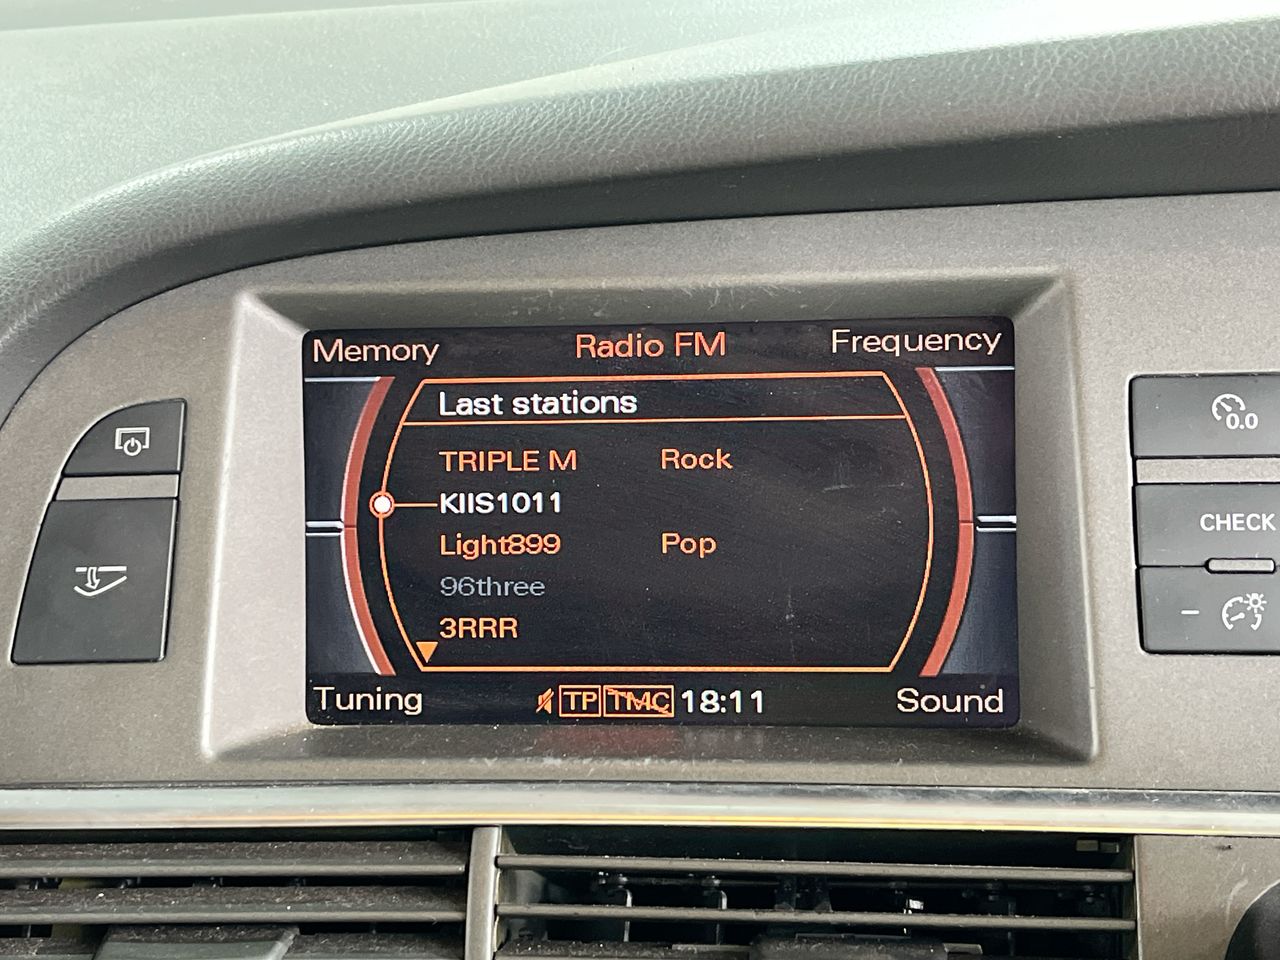 Memory Radio FM Frequency
Last stations
TRIPLE M Rock
KIIS1011
Light899 Pop
96three
3RRR
Tuning TP TMC 18:11 Sound
0.0
CHECK